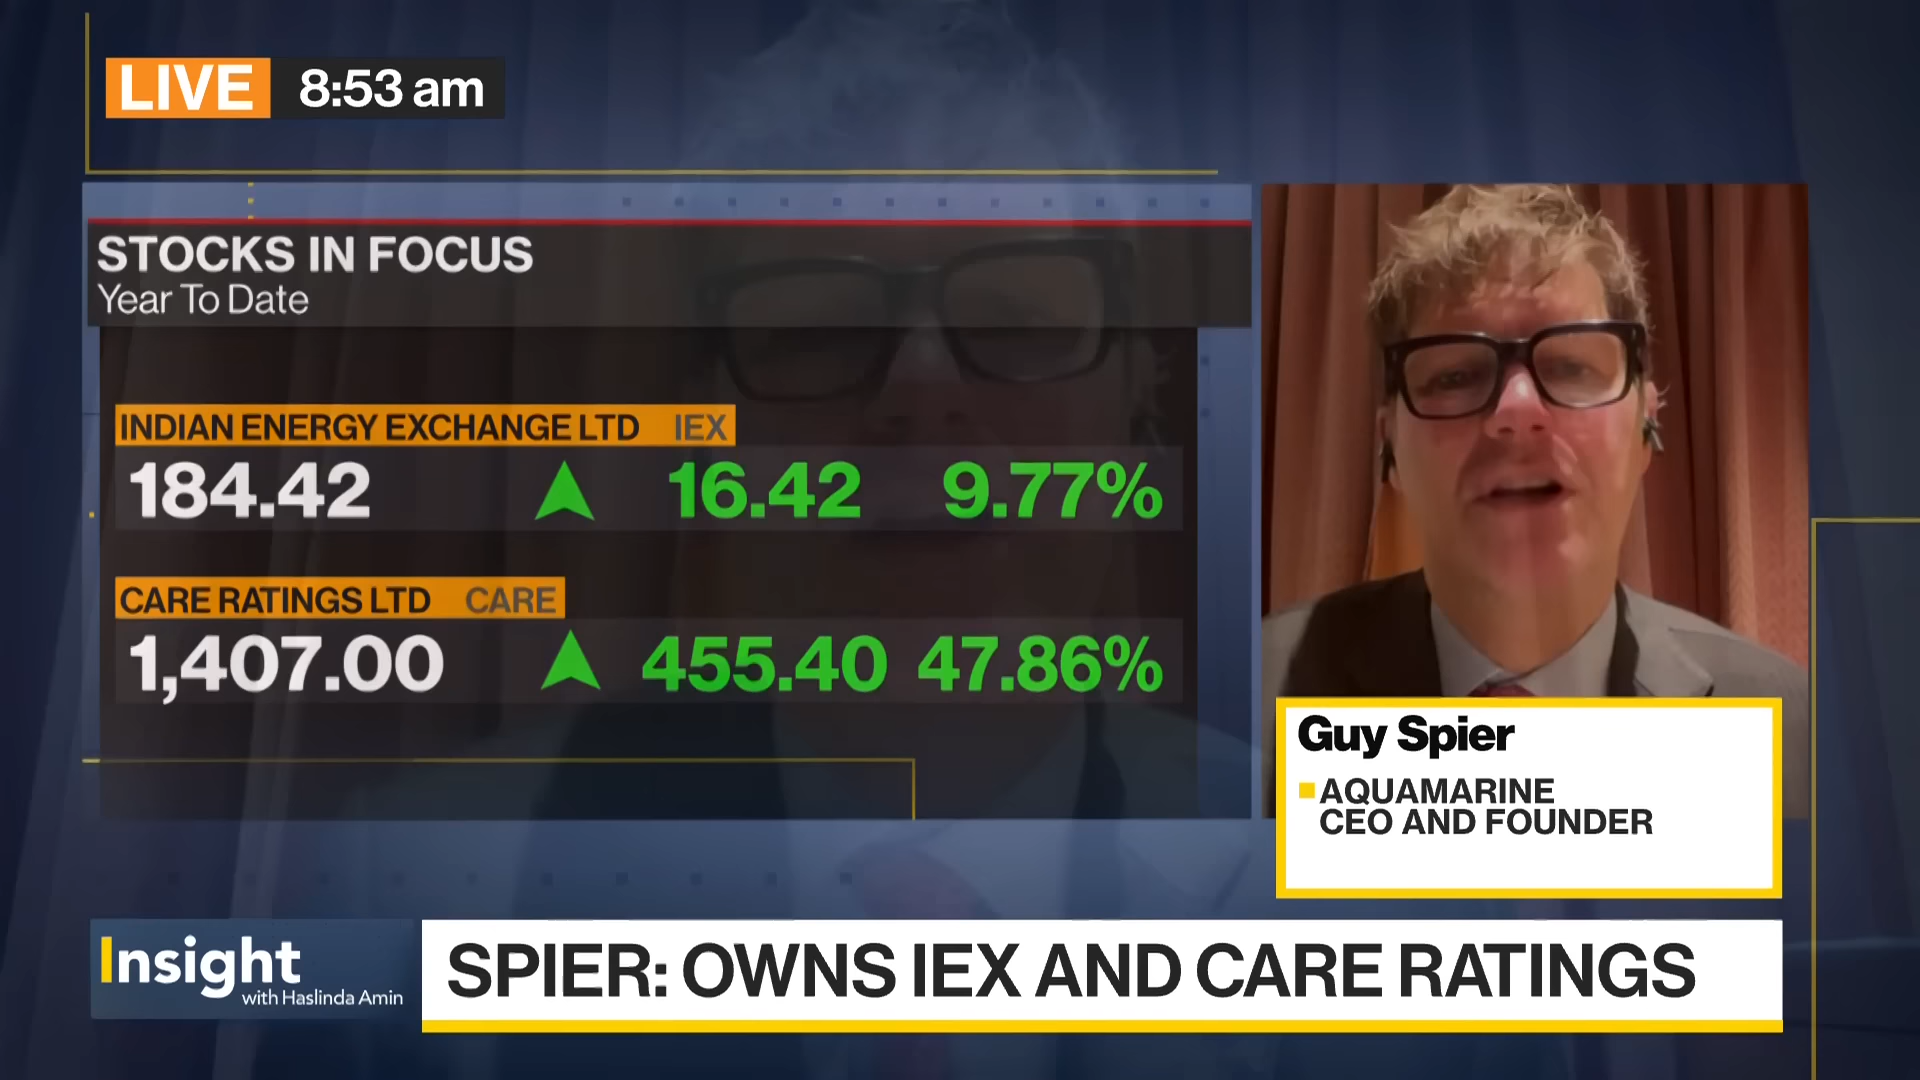 LIVE 8:53 am
STOCKS IN FOCUS
Year To Date
INDIAN ENERGY EXCHANGE LTD IEX
184.42 ▲ 16.42 9.77%
CARE RATINGS LTD CARE
1,407.00 ▲ 455.40 47.86%
Guy Spier
AQUAMARINE
CEO AND FOUNDER
Insight
with Haslinda Amin
SPIER: OWNS IEX AND CARE RATINGS